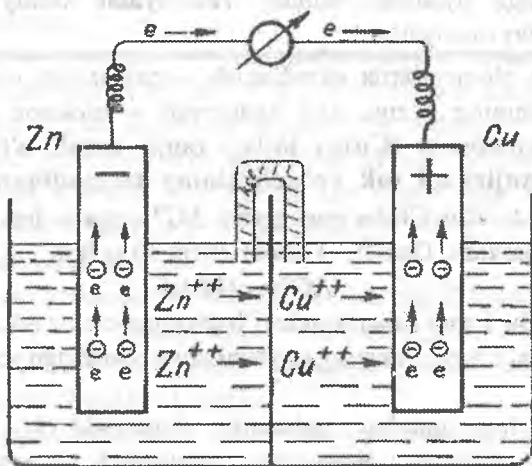 e → e →
Zn Cu
− +
⊖ ⊖ ⊖ ⊖
e e
Zn⁺⁺ → Cu⁺⁺ →
⊖ ⊖ ⊖ ⊖
Zn⁺⁺ → Cu⁺⁺ →
e e e e